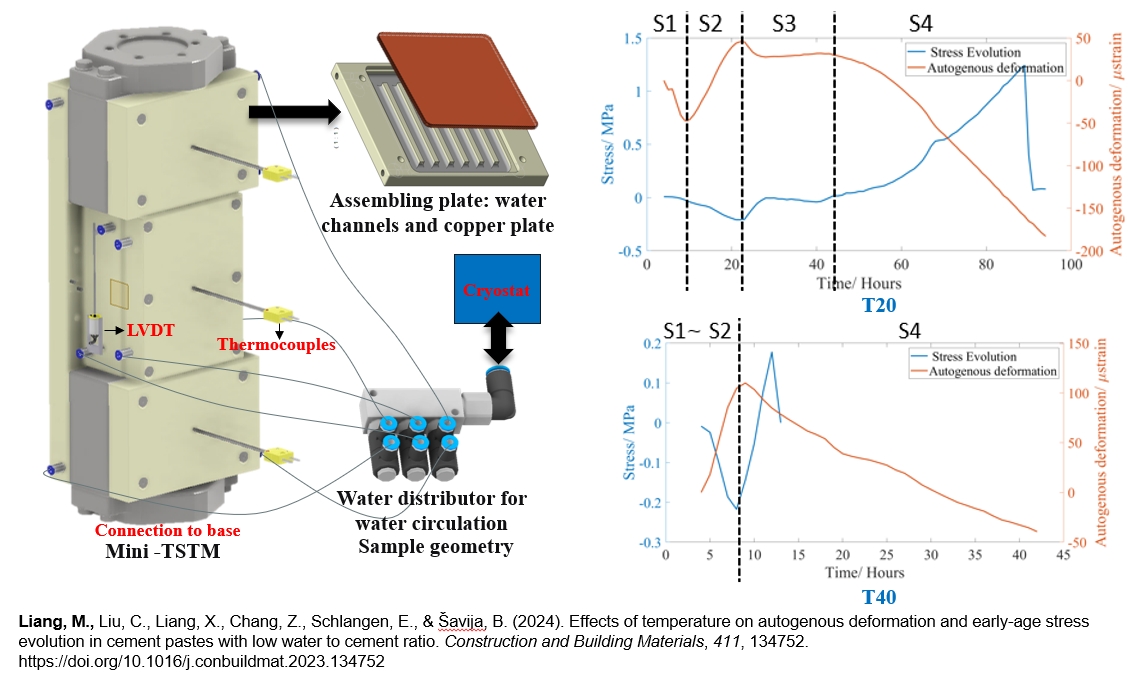 Assembling plate: water
channels and copper plate
Cryostat
LVDT
Thermocouples
Water distributor for
water circulation
Sample geometry
Connection to base
Mini -TSTM
S1 S2 S3 S4
Stress Evolution
Autogenous deformation
1.5
1
0.5
0
-0.5
Stress/ MPa
50
0
-50
-100
-150
-200
Autogenous deformation/ μstrain
0 20 40 60 80 100
Time/ Hours
T20
S1~ S2 S4
Stress Evolution
Autogenous deformation
0.2
0.1
0
-0.1
-0.2
-0.3
Stress/ MPa
150
100
50
0
-50
Autogenous deformation/ μstrain
0 5 10 15 20 25 30 35 40 45
Time/ Hours
T40
Liang, M., Liu, C., Liang, X., Chang, Z., Schlangen, E., & Šavija, B. (2024). Effects of temperature on autogenous deformation and early-age stress
evolution in cement pastes with low water to cement ratio. Construction and Building Materials, 411, 134752.
https://doi.org/10.1016/j.conbuildmat.2023.134752